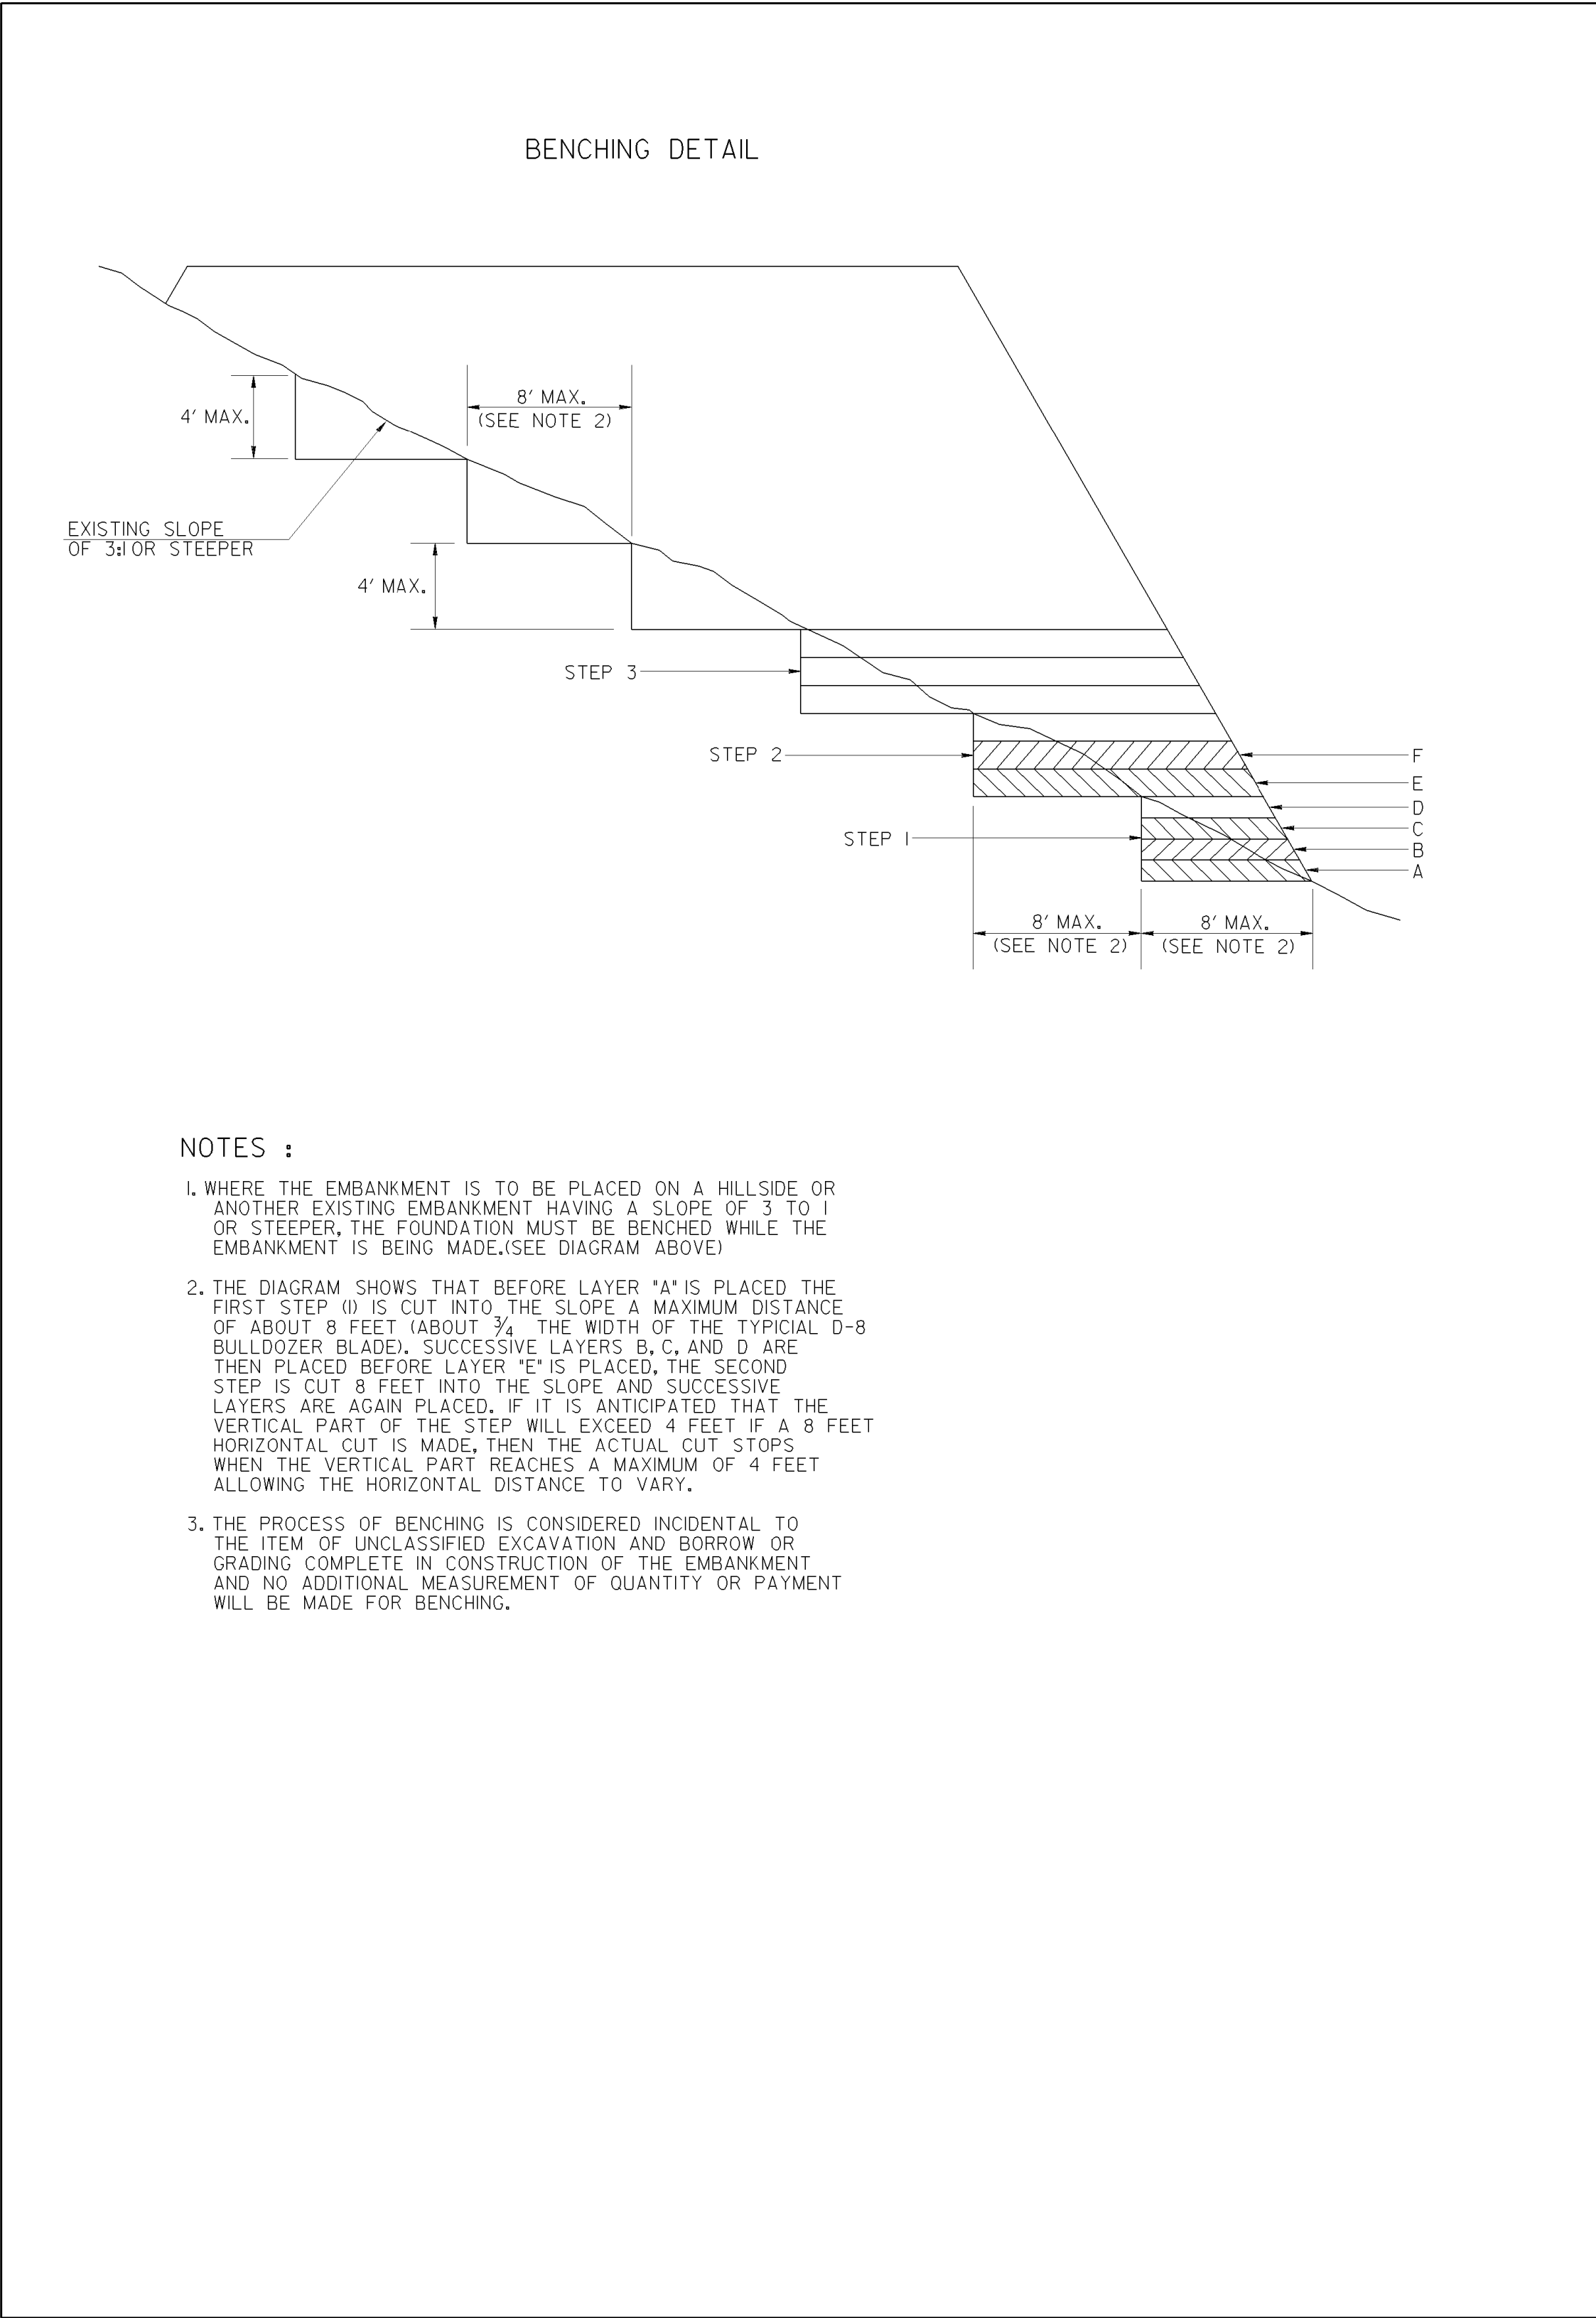 BENCHING DETAIL
8' MAX.
(SEE NOTE 2)
4' MAX.
EXISTING SLOPE
OF 3:1 OR STEEPER
4' MAX.
STEP 3
STEP 2
F
E
D
STEP 1
C
B
A
8' MAX.
(SEE NOTE 2)
8' MAX.
(SEE NOTE 2)
NOTES :
1. WHERE THE EMBANKMENT IS TO BE PLACED ON A HILLSIDE OR
ANOTHER EXISTING EMBANKMENT HAVING A SLOPE OF 3 TO 1
OR STEEPER, THE FOUNDATION MUST BE BENCHED WHILE THE
EMBANKMENT IS BEING MADE.(SEE DIAGRAM ABOVE)
2. THE DIAGRAM SHOWS THAT BEFORE LAYER "A" IS PLACED THE
FIRST STEP (1) IS CUT INTO THE SLOPE A MAXIMUM DISTANCE
OF ABOUT 8 FEET (ABOUT 3/4 THE WIDTH OF THE TYPICIAL D-8
BULLDOZER BLADE). SUCCESSIVE LAYERS B, C, AND D ARE
THEN PLACED BEFORE LAYER "E" IS PLACED, THE SECOND
STEP IS CUT 8 FEET INTO THE SLOPE AND SUCCESSIVE
LAYERS ARE AGAIN PLACED. IF IT IS ANTICIPATED THAT THE
VERTICAL PART OF THE STEP WILL EXCEED 4 FEET IF A 8 FEET
HORIZONTAL CUT IS MADE, THEN THE ACTUAL CUT STOPS
WHEN THE VERTICAL PART REACHES A MAXIMUM OF 4 FEET
ALLOWING THE HORIZONTAL DISTANCE TO VARY.
3. THE PROCESS OF BENCHING IS CONSIDERED INCIDENTAL TO
THE ITEM OF UNCLASSIFIED EXCAVATION AND BORROW OR
GRADING COMPLETE IN CONSTRUCTION OF THE EMBANKMENT
AND NO ADDITIONAL MEASUREMENT OF QUANTITY OR PAYMENT
WILL BE MADE FOR BENCHING.